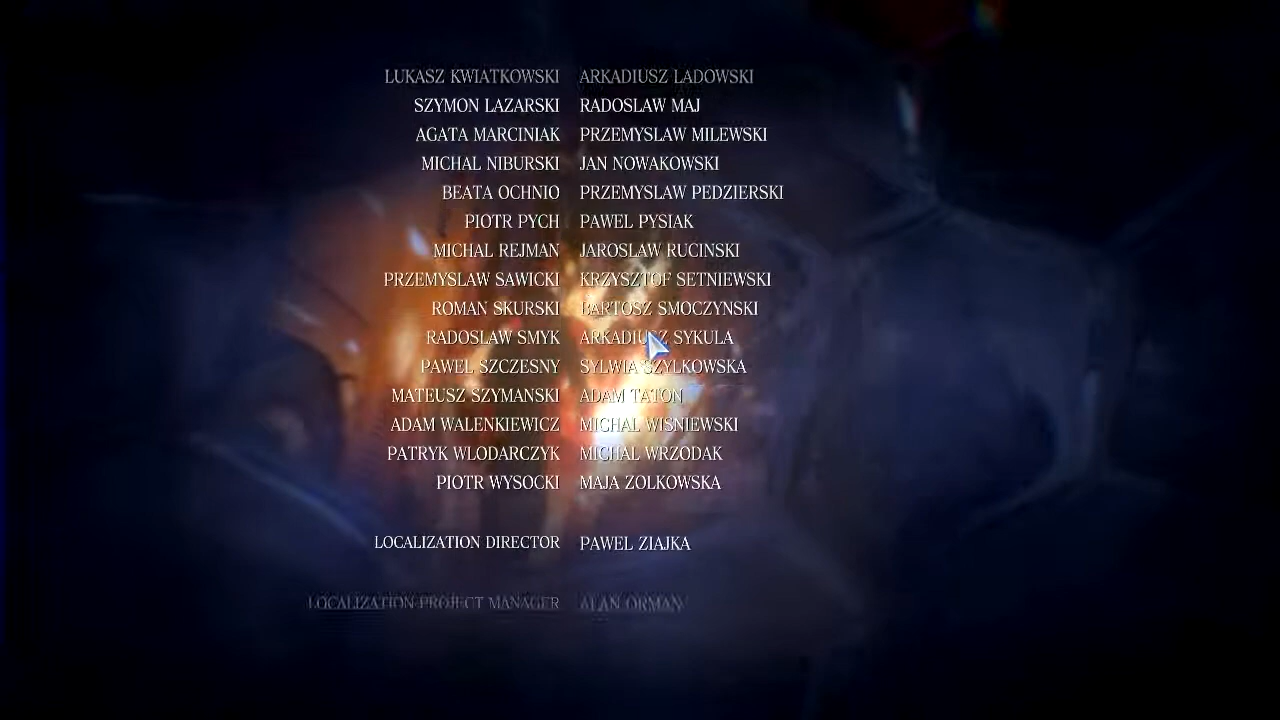 LUKASZ KWIATKOWSKI ARKADIUSZ LADOWSKI
SZYMON LAZARSKI RADOSLAW MAJ
AGATA MARCINIAK PRZEMYSLAW MILEWSKI
MICHAL NIBURSKI JAN NOWAKOWSKI
BEATA OCHNIO PRZEMYSLAW PEDZIERSKI
PIOTR PYCH PAWEL PYSIAK
MICHAL REJMAN JAROSLAW RUCINSKI
PRZEMYSLAW SAWICKI KRZYSZTOF SETNIEWSKI
ROMAN SKURSKI BARTOSZ SMOCZYNSKI
RADOSLAW SMYK ARKADIUSZ SYKULA
PAWEL SZCZESNY SYLWIA SZYLKOWSKA
MATEUSZ SZYMANSKI ADAM TATON
ADAM WALENKIEWICZ MICHAL WISNIEWSKI
PATRYK WLODARCZYK MICHAL WRZODAK
PIOTR WYSOCKI MAJA ZOLKOWSKA
LOCALIZATION DIRECTOR PAWEL ZIAJKA
LOCALIZATION PROJECT MANAGER ALAN ORMAN